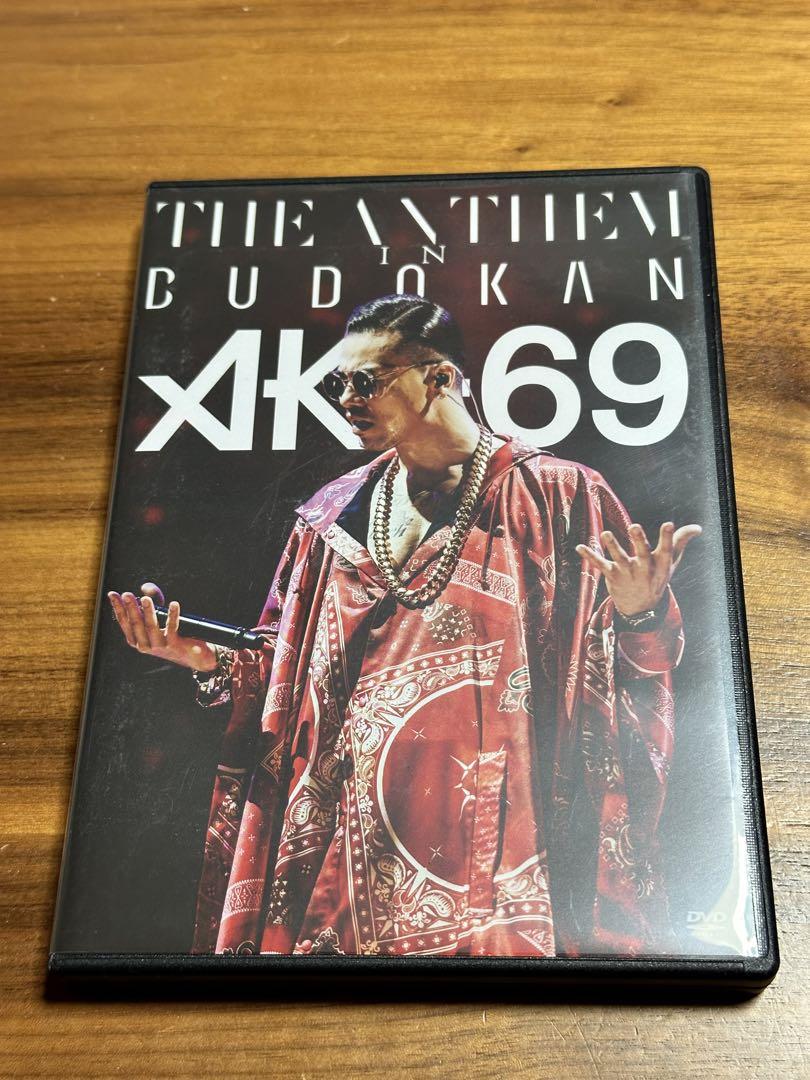 THE ANTHEM
IN
BUDOKAN
AK-69
DVD